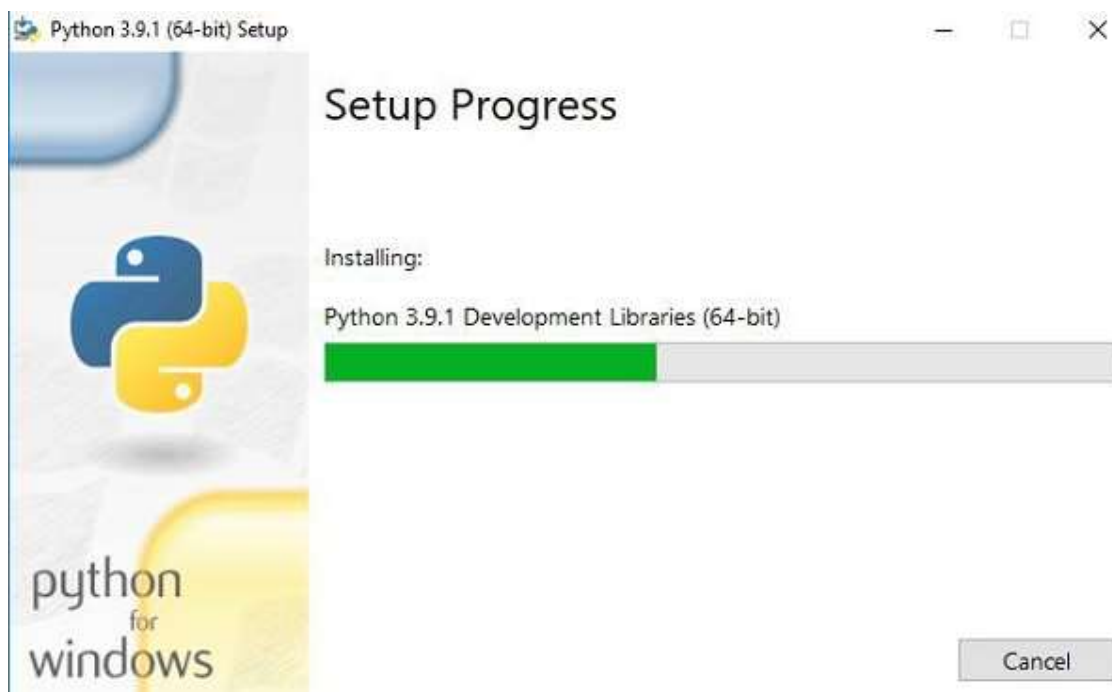 Python 3.9.1 (64-bit) Setup
Setup Progress
Installing:
Python 3.9.1 Development Libraries (64-bit)
python
for
windows
Cancel